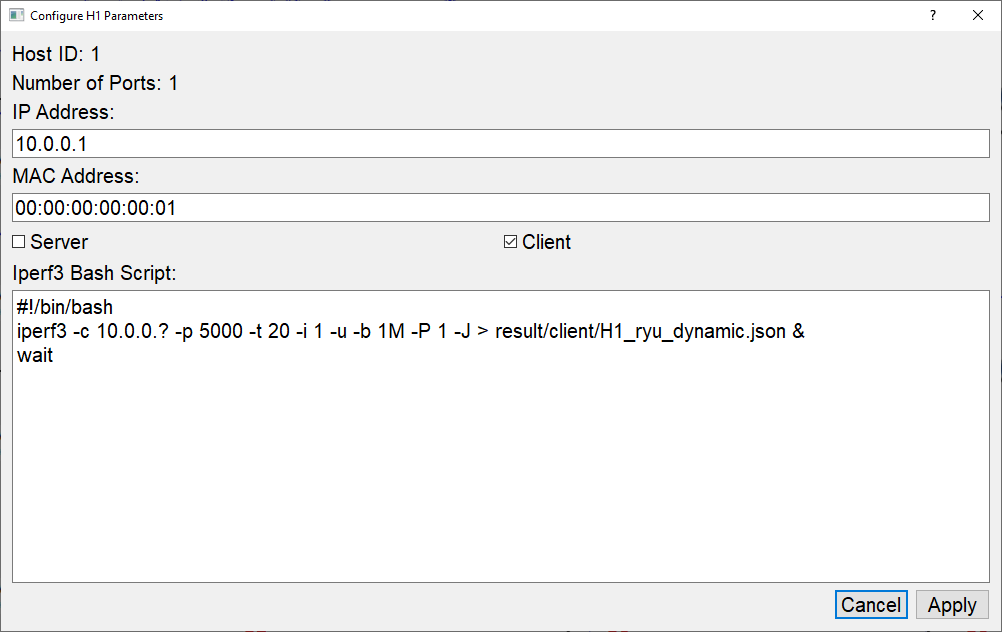 Configure H1 Parameters
?
Host ID: 1
Number of Ports: 1
IP Address:
10.0.0.1
MAC Address:
00:00:00:00:00:01
Server
Client
Iperf3 Bash Script:
#!/bin/bash
iperf3 -c 10.0.0.? -p 5000 -t 20 -i 1 -u -b 1M -P 1 -J > result/client/H1_ryu_dynamic.json &
wait
Cancel
Apply